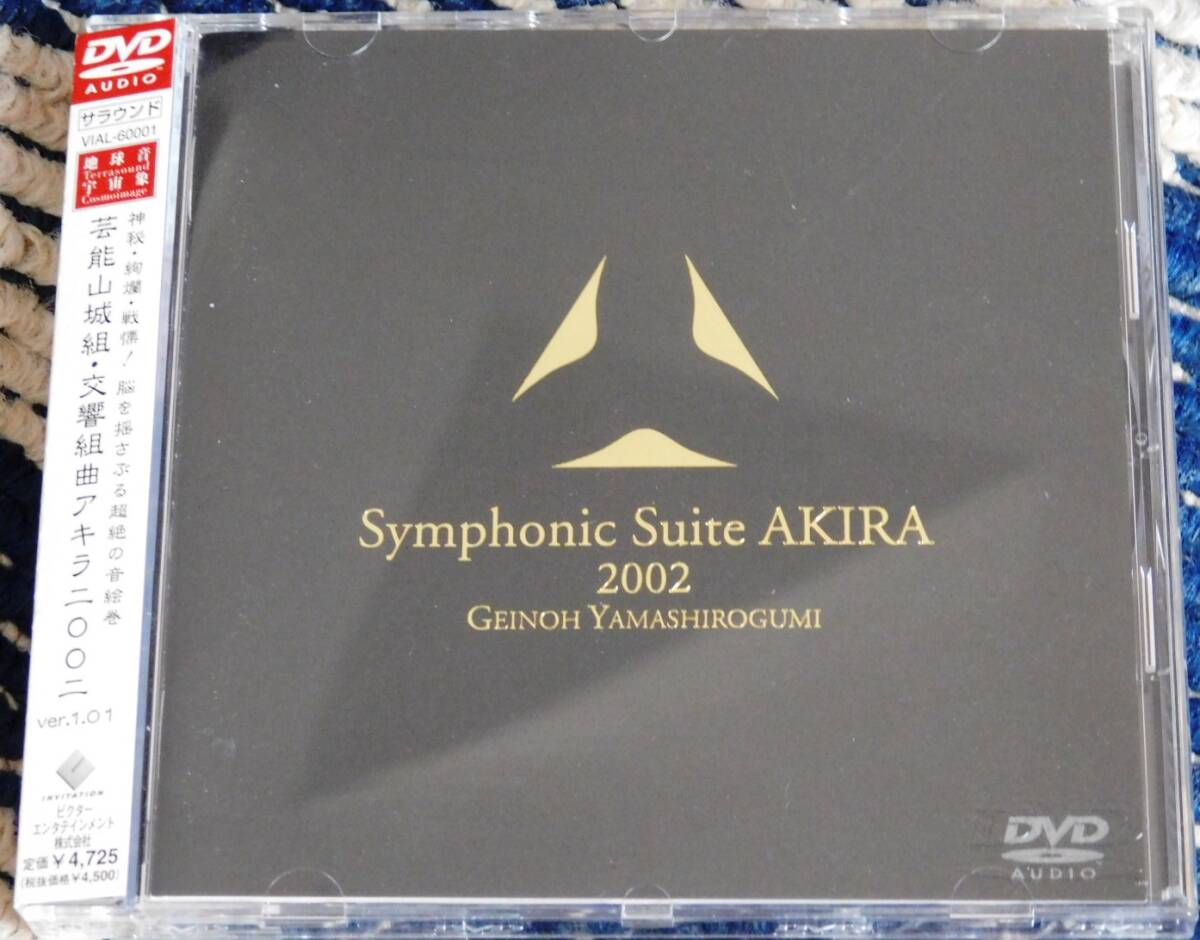 DVD
AUDIO
サラウンド
VIAL-60001
地球音
Terrasound
宇宙象
Cosmoimage
神秘・絢爛・戦慄!脳を揺さぶる超絶の音絵巻
芸能山城組・交響組曲アキラ二〇〇二
ver.1.01
INVITATION
ビクター
エンタテインメント
株式会社
定価¥4,725
(税抜価格¥4,500)
Symphonic Suite AKIRA
2002
GEINOH YAMASHIROGUMI
DVD
AUDIO